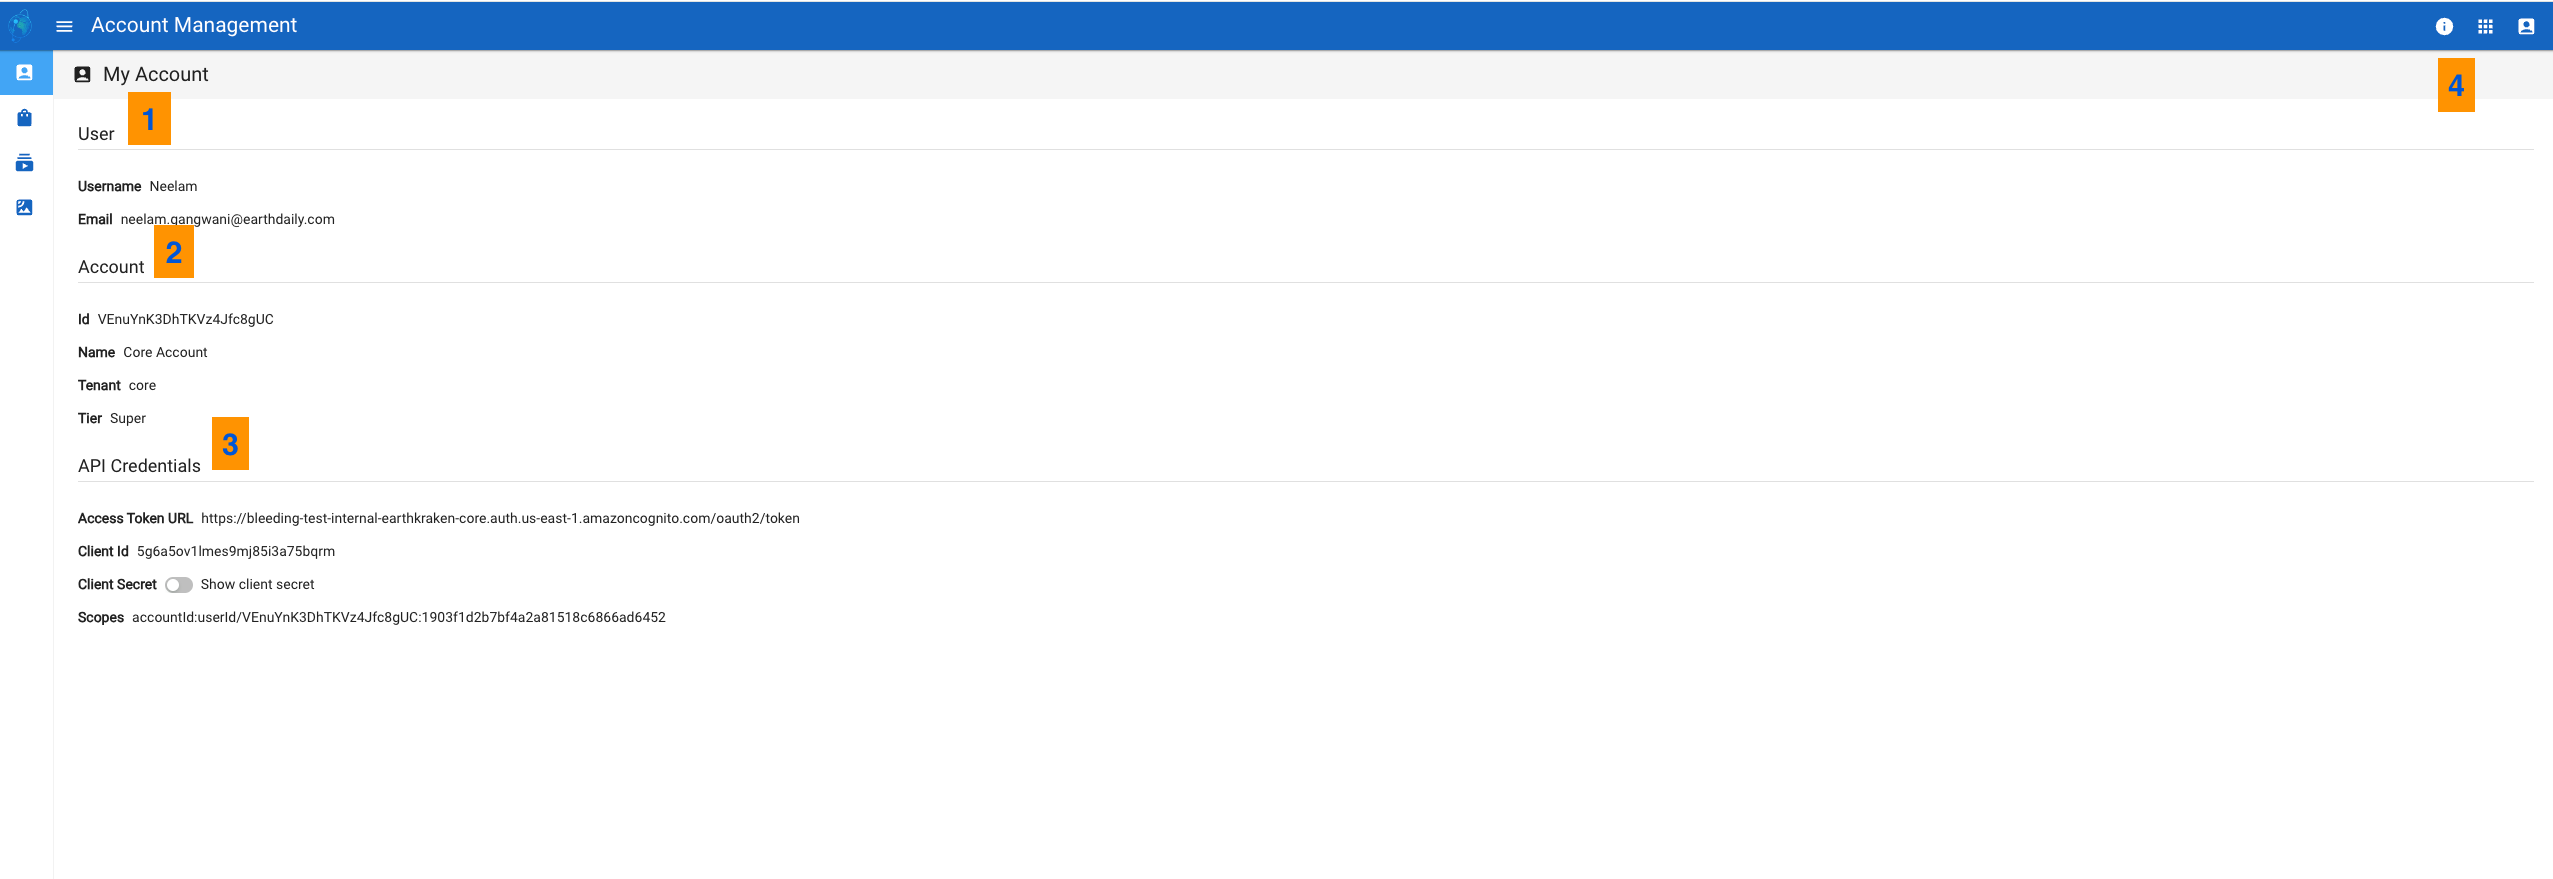 Account Management
My Account
4
User 1
Username Neelam
Email neelam.gangwani@earthdaily.com
Account 2
Id VEnuYnK3DhTKVz4Jfc8gUC
Name Core Account
Tenant core
Tier Super
API Credentials 3
Access Token URL https://bleeding-test-internal-earthkraken-core.auth.us-east-1.amazoncognito.com/oauth2/token
Client Id 5g6a5ov1lmes9mj85i3a75bqrm
Client Secret Show client secret
Scopes accountId:userId/VEnuYnK3DhTKVz4Jfc8gUC:1903f1d2b7bf4a2a81518c6866ad6452